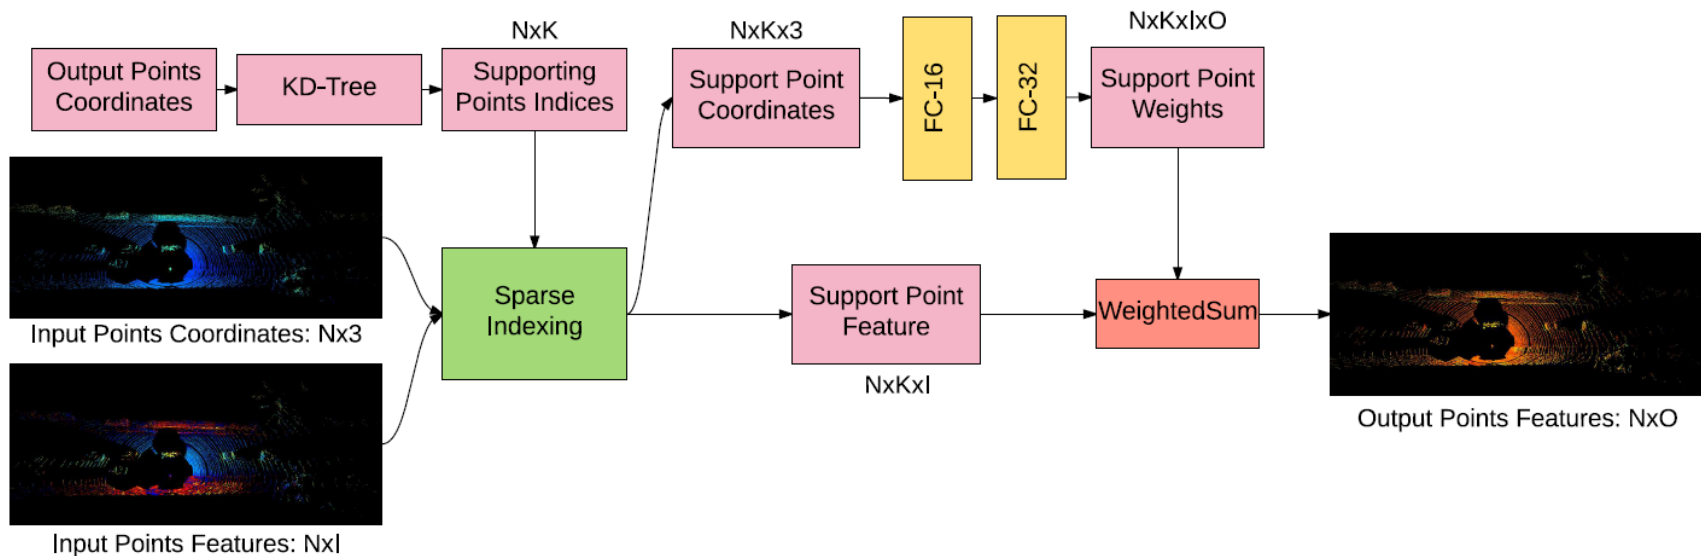 NxK
NxKx3
NxKxIxO
Output Points
Coordinates
KD-Tree
Supporting
Points Indices
Support Point
Coordinates
FC-16
FC-32
Support Point
Weights
Input Points Coordinates: Nx3
Sparse
Indexing
Support Point
Feature
NxKxI
WeightedSum
Output Points Features: NxO
Input Points Features: NxI